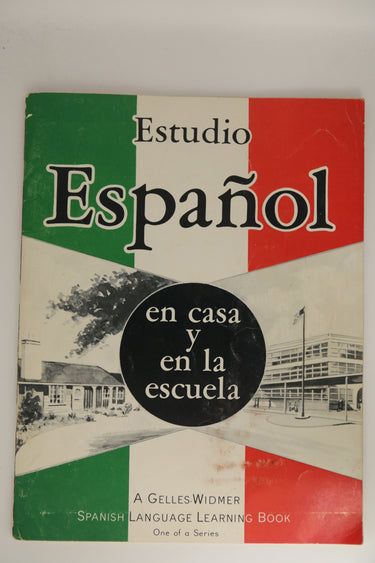 Estudio
Español
en casa
y
en la
escuela
A GELLES-WIDMER
SPANISH LANGUAGE LEARNING BOOK
One of a Series